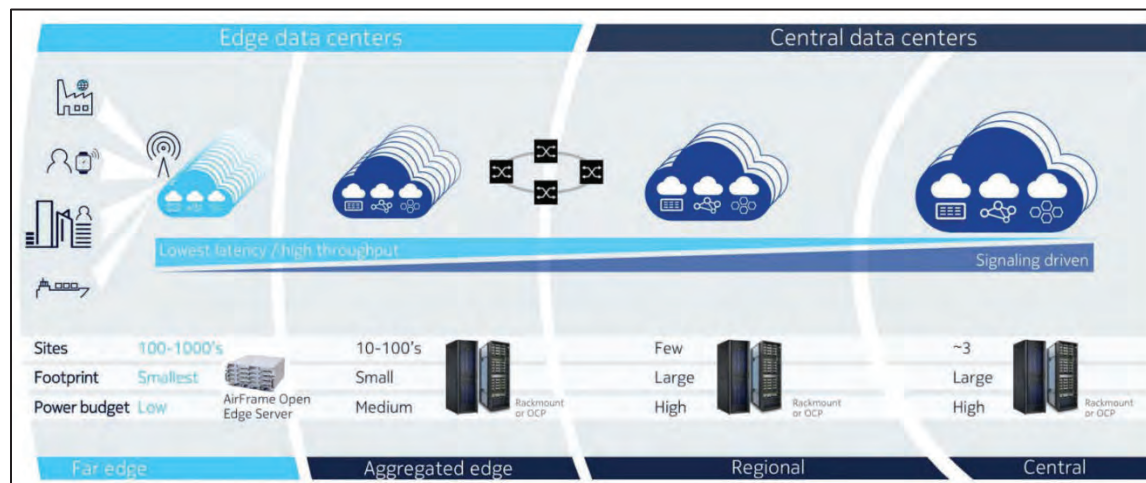 Edge data centers
Central data centers
Lowest latency / high throughput
Signaling driven
Sites 100-1000's 10-100's Few ~3
Footprint Smallest Small Large Large
Power budget Low Medium High High
AirFrame Open
Edge Server
Rackmount
or OCP
Rackmount
or OCP
Rackmount
or OCP
Far edge
Aggregated edge
Regional
Central